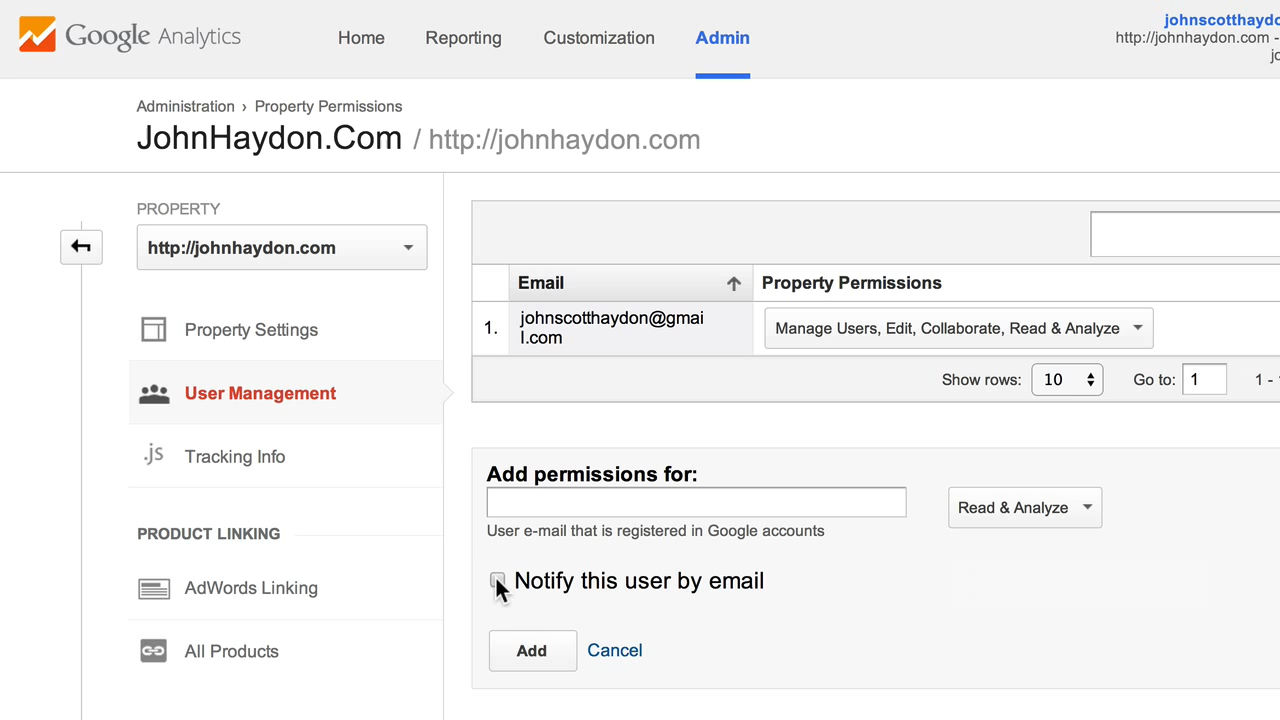 Google Analytics
Home
Reporting
Customization
Admin
johnscotthaydo
http://johnhaydon.com -
jo
Administration › Property Permissions
JohnHaydon.Com / http://johnhaydon.com
PROPERTY
http://johnhaydon.com
Property Settings
User Management
.js Tracking Info
PRODUCT LINKING
AdWords Linking
All Products
Email
Property Permissions
1.
johnscotthaydon@gmai
l.com
Manage Users, Edit, Collaborate, Read & Analyze
Show rows: 10
Go to: 1
1 -
Add permissions for:
Read & Analyze
User e-mail that is registered in Google accounts
Notify this user by email
Add
Cancel